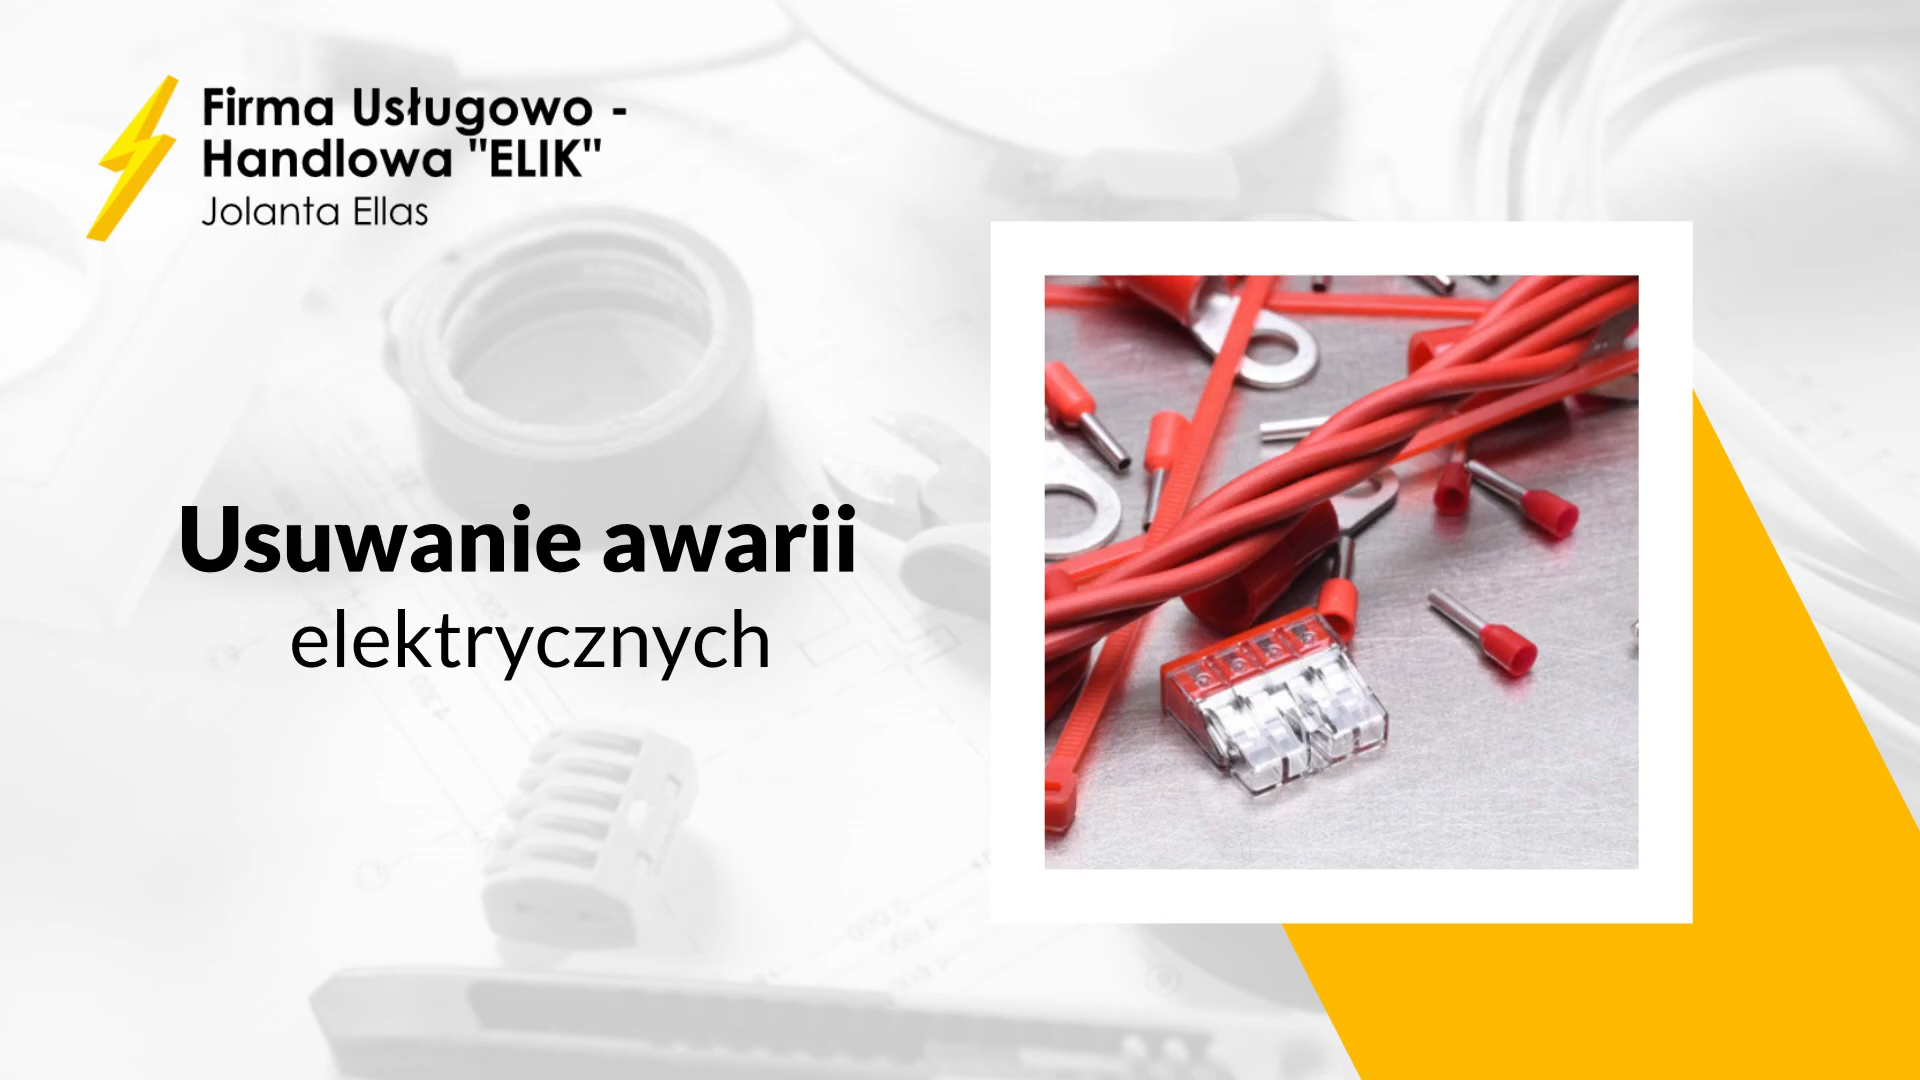 Firma Usługowo -
Handlowa "ELIK"
Jolanta Ellas
Usuwanie awarii
elektrycznych